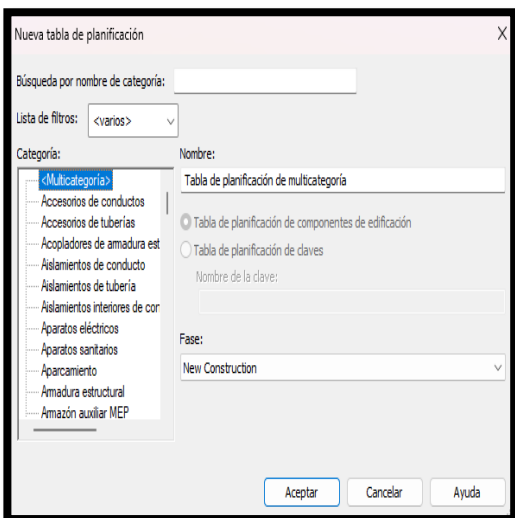 Nueva tabla de planificación
Búsqueda por nombre de categoría:
Lista de filtros: <varios>
Categoría:
<Multicategoría>
Accesorios de conductos
Accesorios de tuberías
Acopladores de armadura est
Aislamientos de conducto
Aislamientos de tubería
Aislamientos interiores de con
Aparatos eléctricos
Aparatos sanitarios
Aparcamiento
Armadura estructural
Armazón auxiliar MEP
Nombre:
Tabla de planificación de multicategoría
Tabla de planificación de componentes de edificación
Tabla de planificación de claves
Nombre de la clave:
Fase:
New Construction
Aceptar Cancelar Ayuda